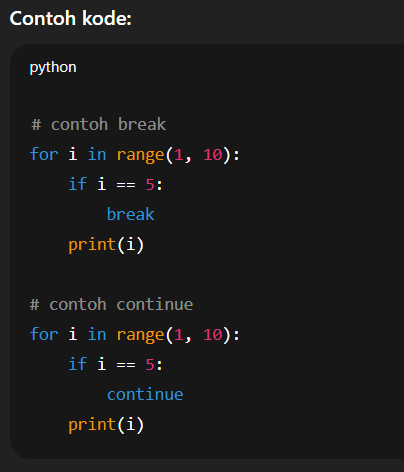 Contoh kode:
python
# contoh break
for i in range(1, 10):
    if i == 5:
        break
    print(i)
# contoh continue
for i in range(1, 10):
    if i == 5:
        continue
    print(i)